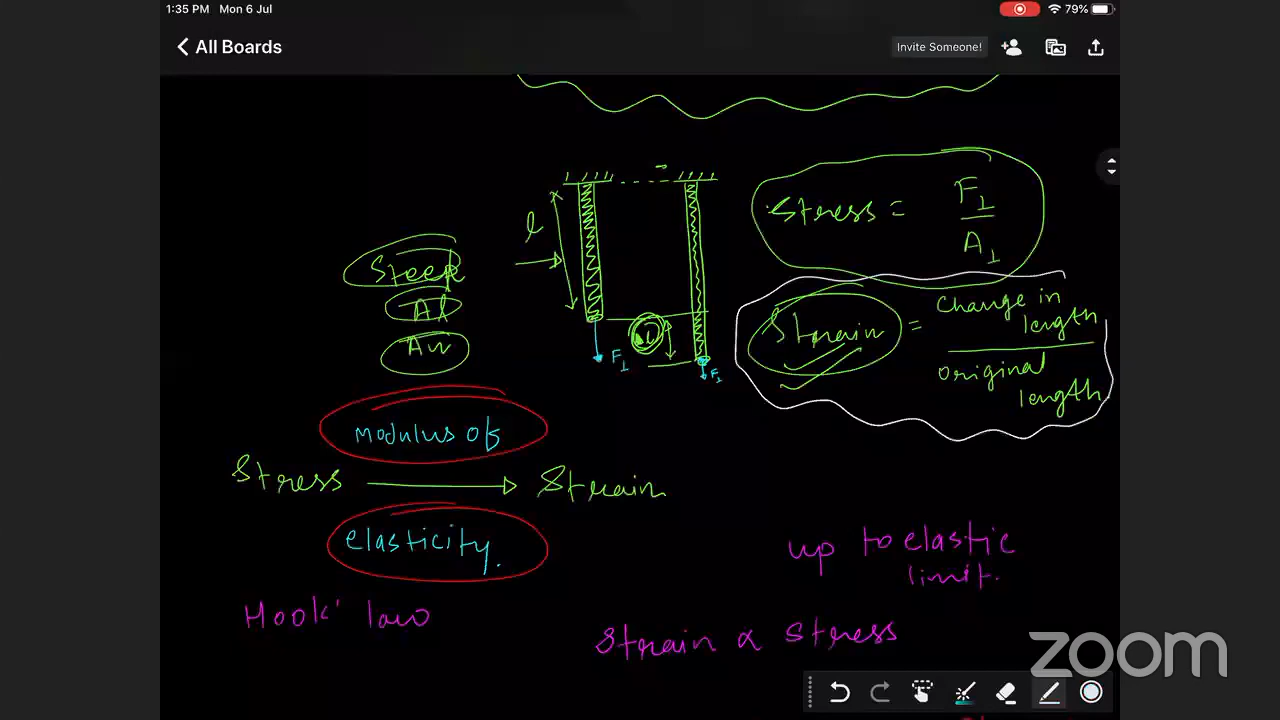 1:35 PM Mon 6 Jul
79%
All Boards
Invite Someone!
l
Stress = F⊥
A⊥
Steel
Al
Au
Strain = change in length
original length
F⊥
F⊥
modulus of
Stress → Strain
elasticity.
up to elastic
limit.
Hook' law
Strain α Stress
zoom